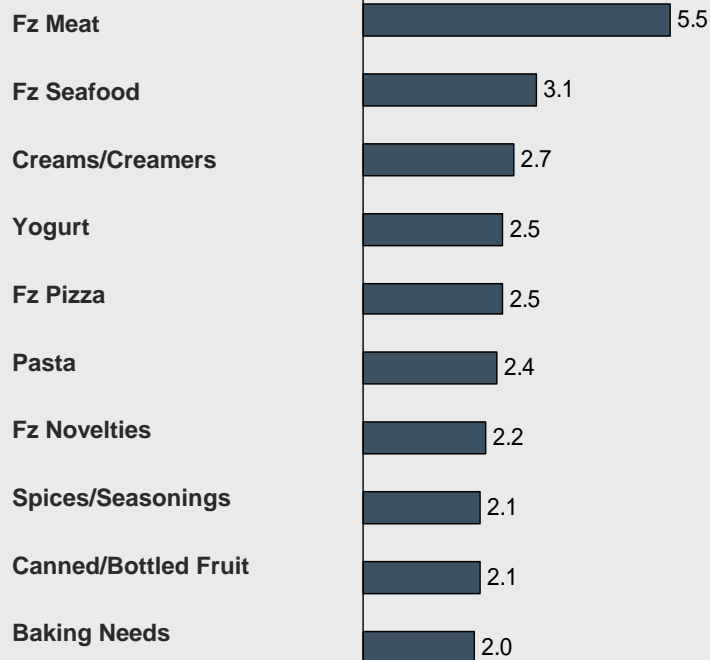 Fz Meat 5.5
Fz Seafood 3.1
Creams/Creamers 2.7
Yogurt 2.5
Fz Pizza 2.5
Pasta 2.4
Fz Novelties 2.2
Spices/Seasonings 2.1
Canned/Bottled Fruit 2.1
Baking Needs 2.0